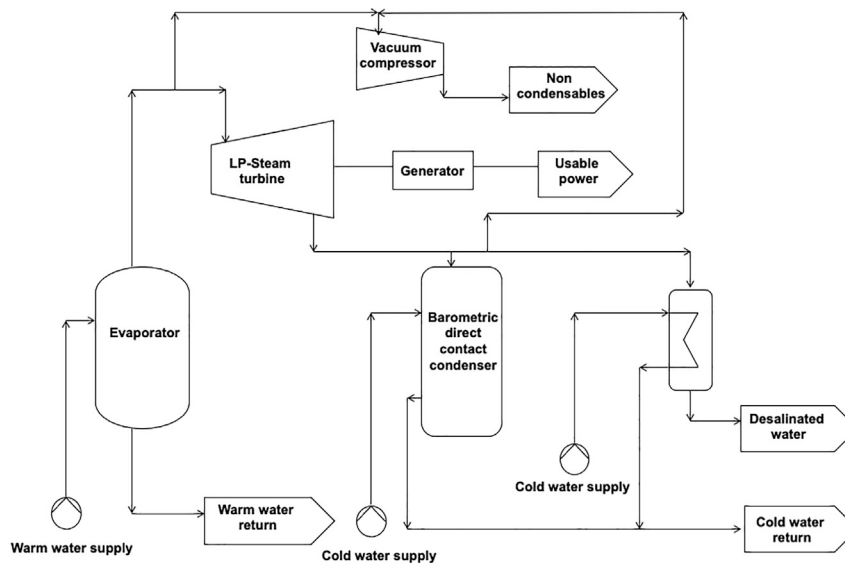 Vacuum
compressor
Non
condensables
LP-Steam
turbine
Generator
Usable
power
Evaporator
Barometric
direct
contact
condenser
Desalinated
water
Cold water supply
Warm water
return
Cold water
return
Warm water supply
Cold water supply